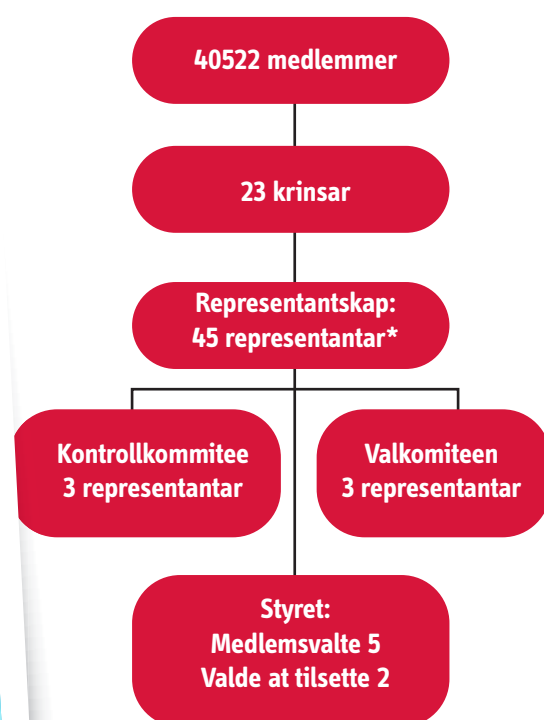 40522 medlemmer
23 krinsar
Representantskap:
45 representantar*
Kontrollkommitee
3 representantar
Valkomiteen
3 representantar
Styret:
Medlemsvalte 5
Valde at tilsette 2